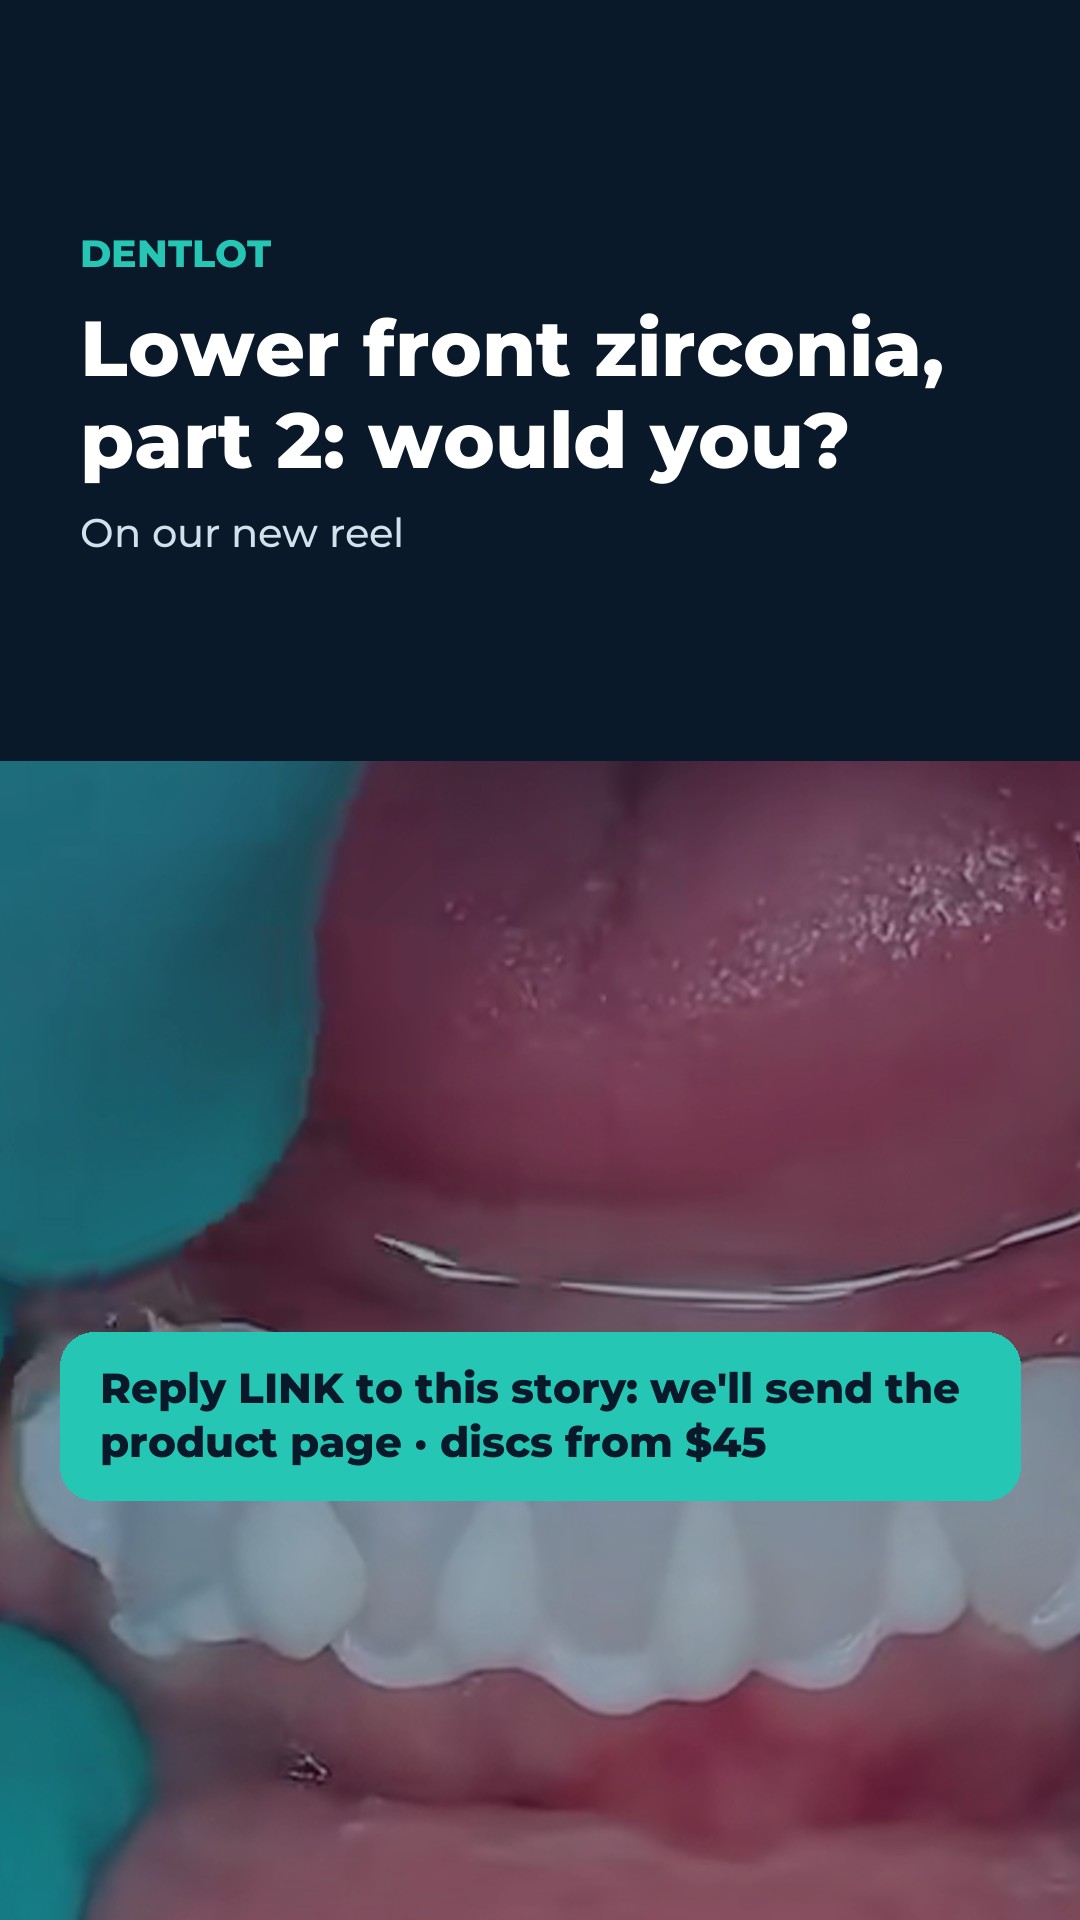 DENTLOT
Lower front zirconia,
part 2: would you?
On our new reel
Reply LINK to this story: we'll send the
product page · discs from $45